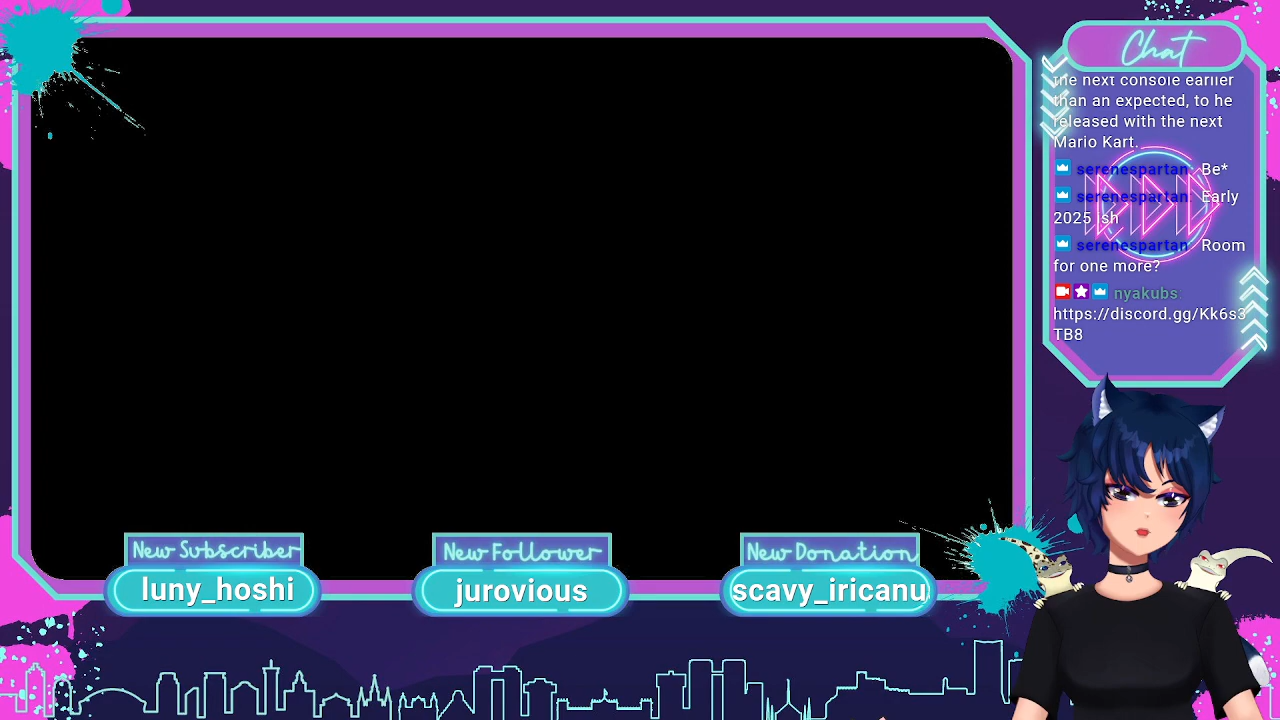 Chat
the next console earlier
than an expected, to he
released with the next
Mario Kart.
serenespartan: Be*
serenespartan: Early
2025 ish
serenespartan: Room
for one more?
nyakubs:
https://discord.gg/Kk6s3
TB8
New Subscriber
New Follower
New Donation
luny_hoshi
jurovious
scavy_iricanu